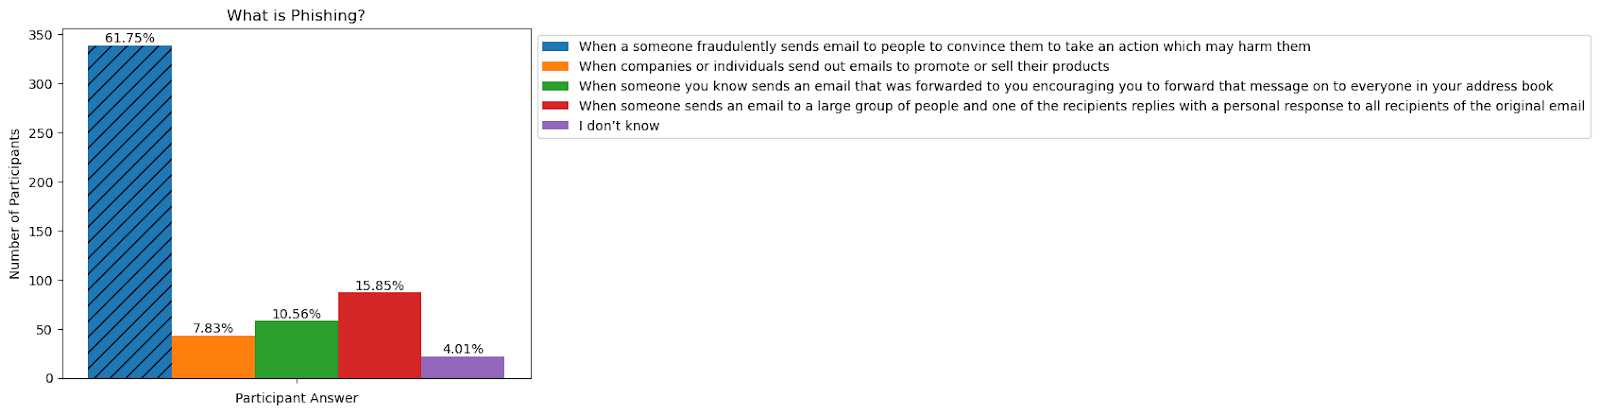 What is Phishing?
350
300
250
200
150
100
50
0
Number of Participants
61.75%
7.83%
10.56%
15.85%
4.01%
Participant Answer
When a someone fraudulently sends email to people to convince them to take an action which may harm them
When companies or individuals send out emails to promote or sell their products
When someone you know sends an email that was forwarded to you encouraging you to forward that message on to everyone in your address book
When someone sends an email to a large group of people and one of the recipients replies with a personal response to all recipients of the original email
I don’t know